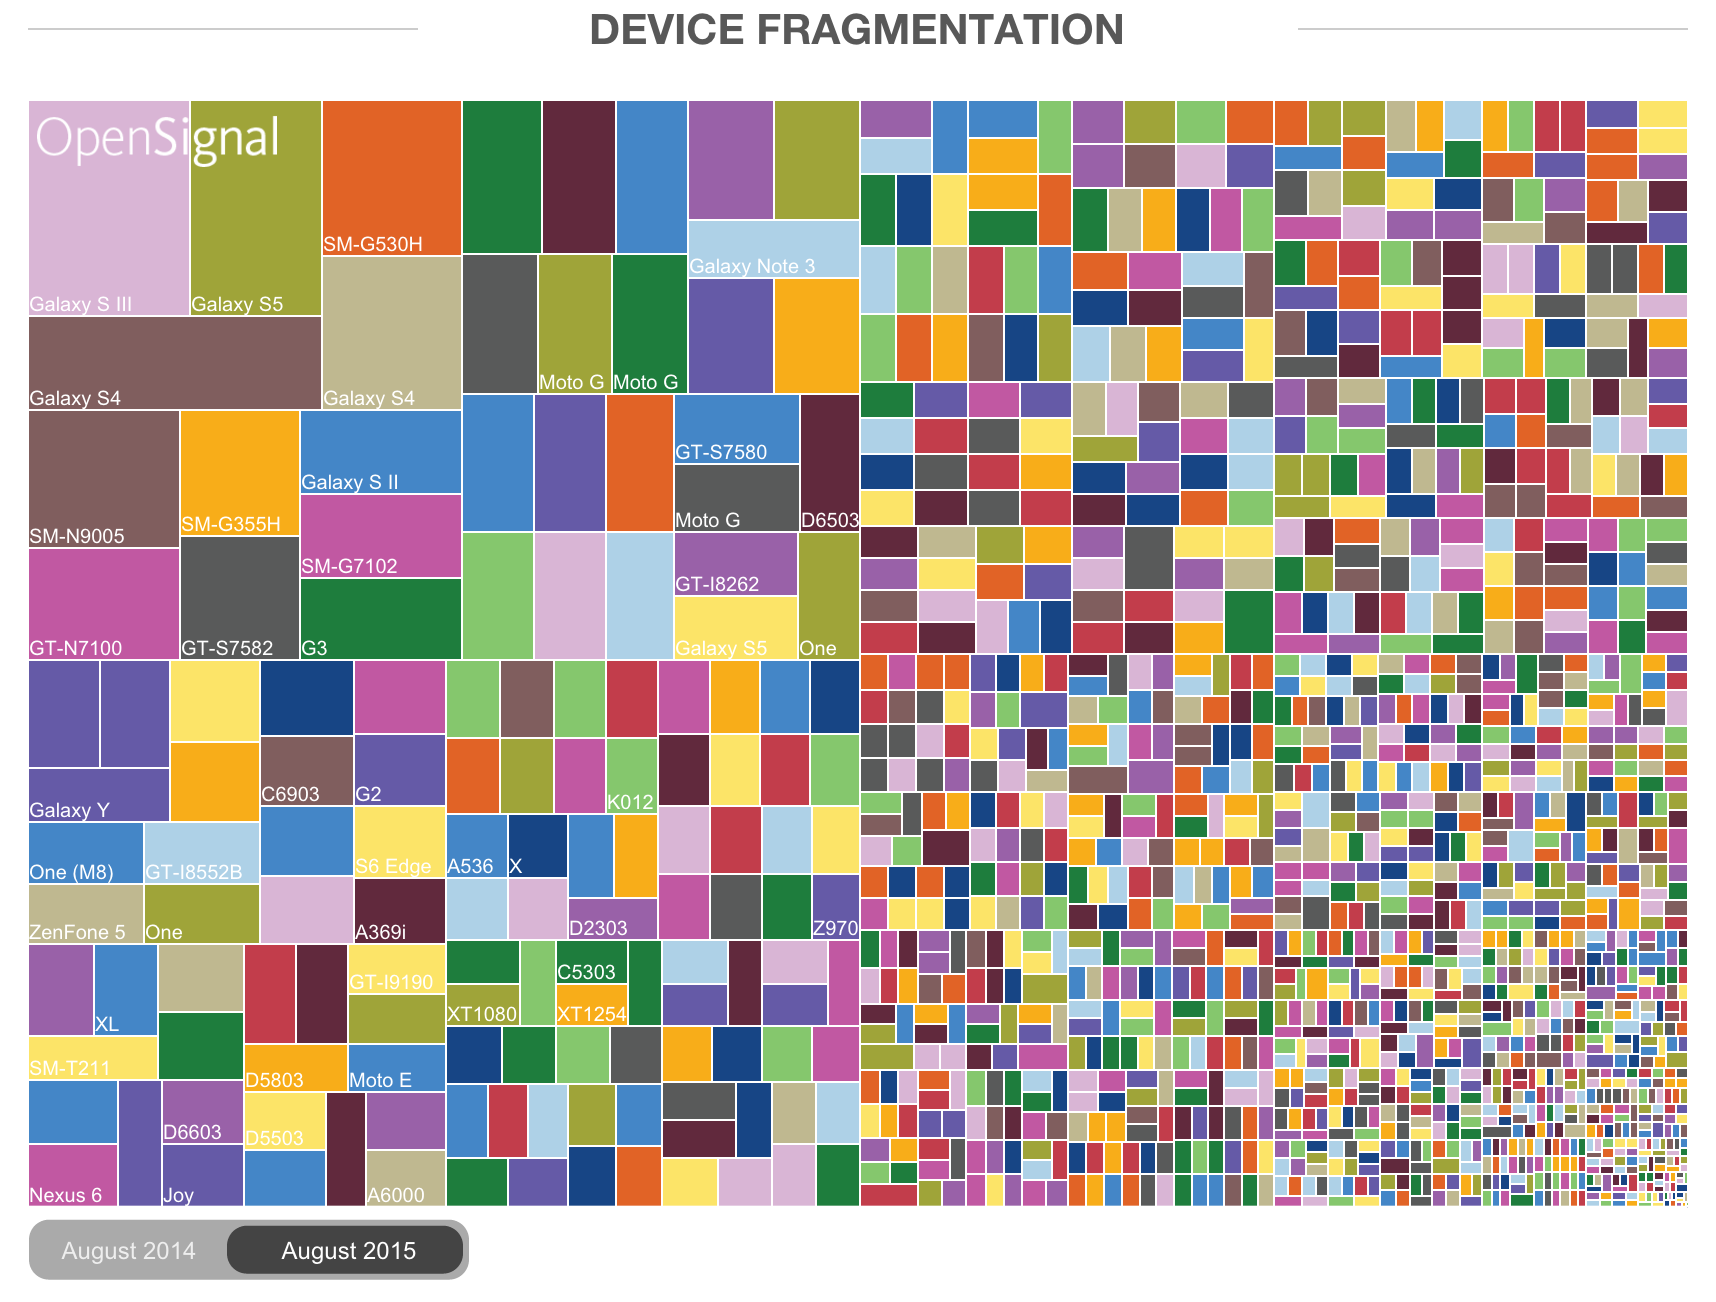 DEVICE FRAGMENTATION
OpenSignal
SM-G530H
Galaxy Note 3
Galaxy S III
Galaxy S5
Moto G
Moto G
Galaxy S4
Galaxy S4
GT-S7580
Galaxy S II
SM-G355H
Moto G
D6503
SM-N9005
SM-G7102
GT-I8262
GT-N7100
GT-S7582
G3
Galaxy S5
One
C6903
G2
K012
Galaxy Y
One (M8)
GT-I8552B
S6 Edge
A536
X
ZenFone 5
One
A369i
D2303
Z970
GT-I9190
C5303
XL
XT1080
XT1254
SM-T211
D5803
Moto E
D6603
D5503
Nexus 6
Joy
A6000
August 2014
August 2015